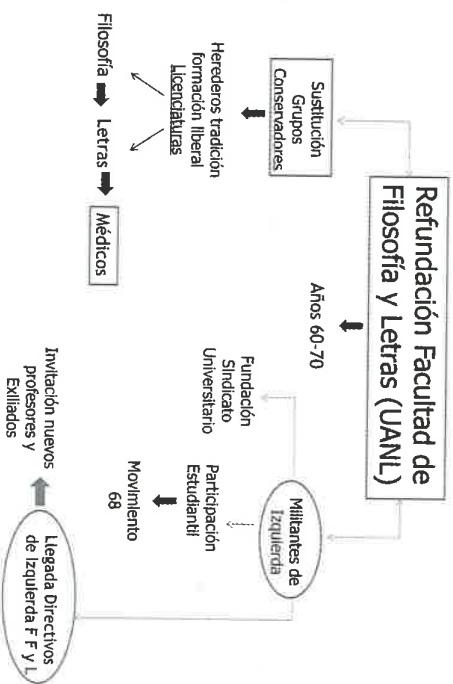 Refundación Facultad de
Filosofía y Letras (UANL)
Años 60-70
Sustitución
Grupos
Conservadores
Herederos tradición
formación liberal
Licenciaturas
Filosofía
Letras
Médicos
Militantes de
Izquierda
Fundación
Sindicato
Universitario
Participación
Estudiantil
Movimiento
68
Llegada Directivos
de Izquierda F F y L
Invitación nuevos
profesores y
Exiliados